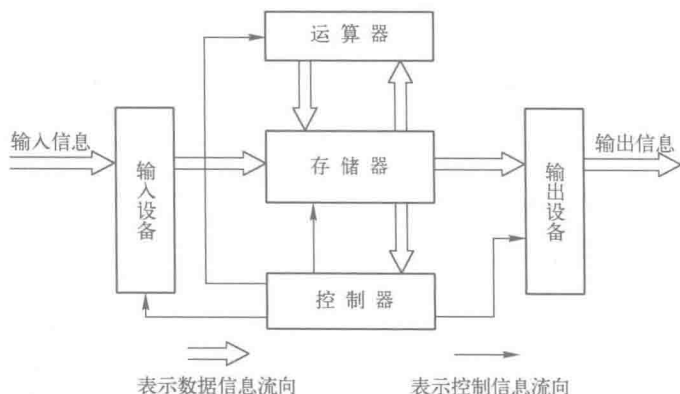 运算器
输入信息
输入设备
存储器
输出设备
输出信息
控制器
表示数据信息流向
表示控制信息流向